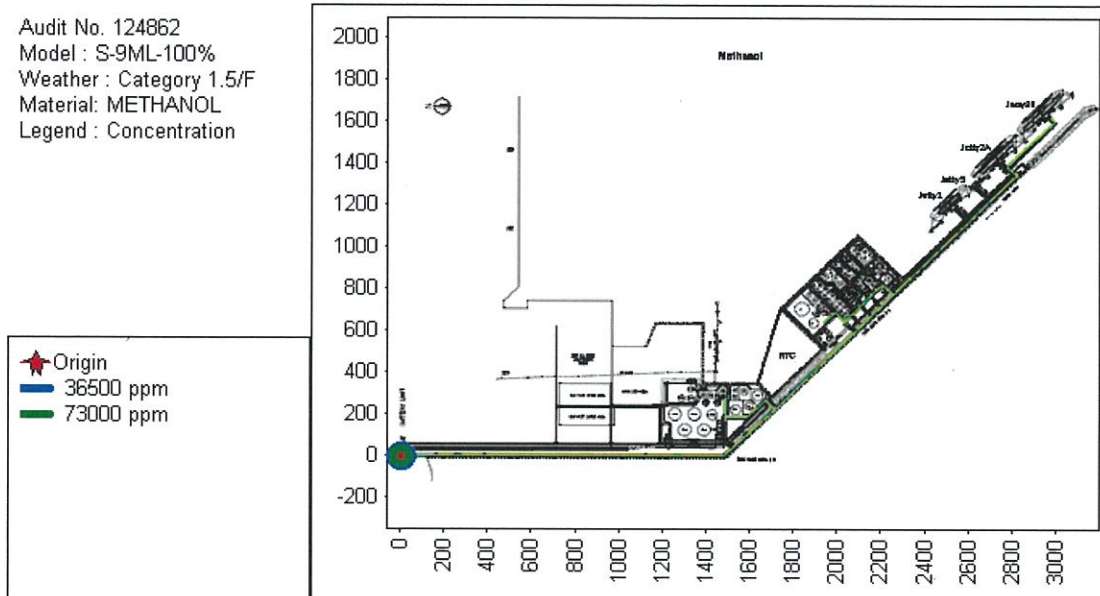 Audit No. 124862
Model : S-9ML-100%
Weather : Category 1.5/F
Material: METHANOL
Legend : Concentration
Origin
36500 ppm
73000 ppm
Methanol
2000
1800
1600
1400
1200
1000
800
600
400
200
0
-200
Jetty2A
Jetty3
Jetty1
RTC
0
200
400
600
800
1000
1200
1400
1600
1800
2000
2200
2400
2600
2800
3000